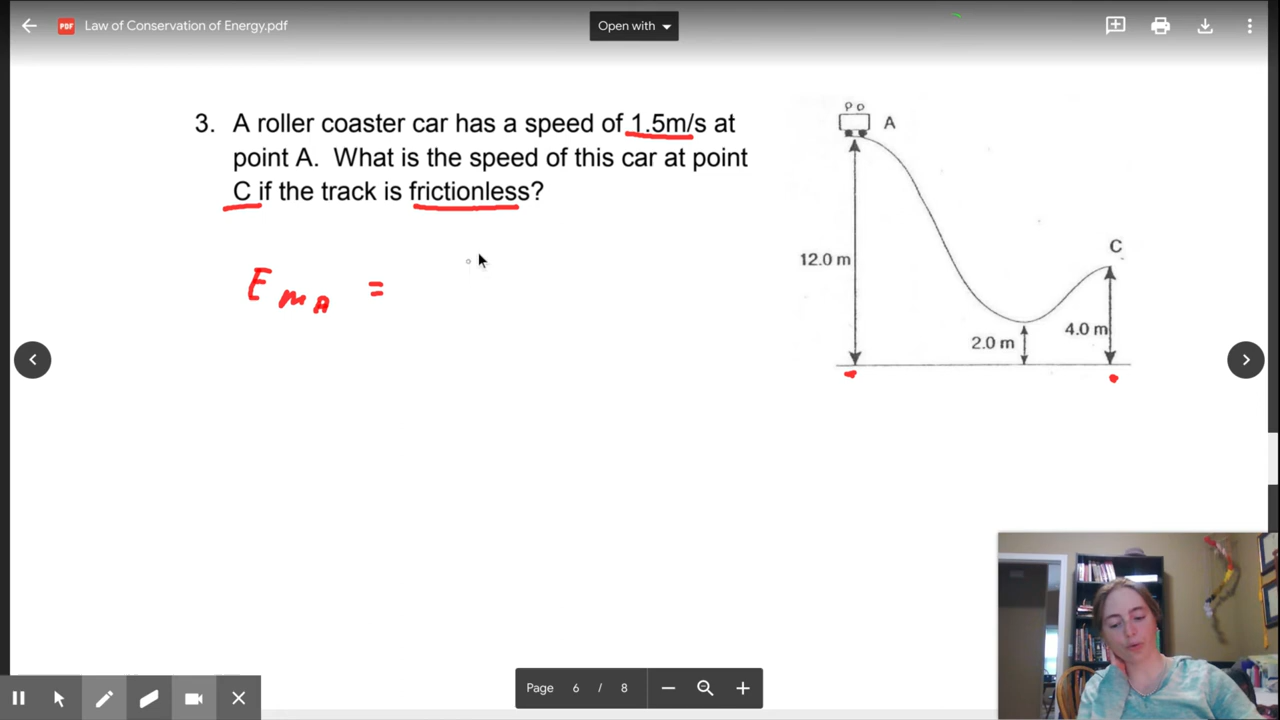 Law of Conservation of Energy.pdf
PDF
Open with
3. A roller coaster car has a speed of 1.5m/s at
point A. What is the speed of this car at point
C if the track is frictionless?
E m A =
A
C
12.0 m
2.0 m
4.0 m
Page 6 / 8